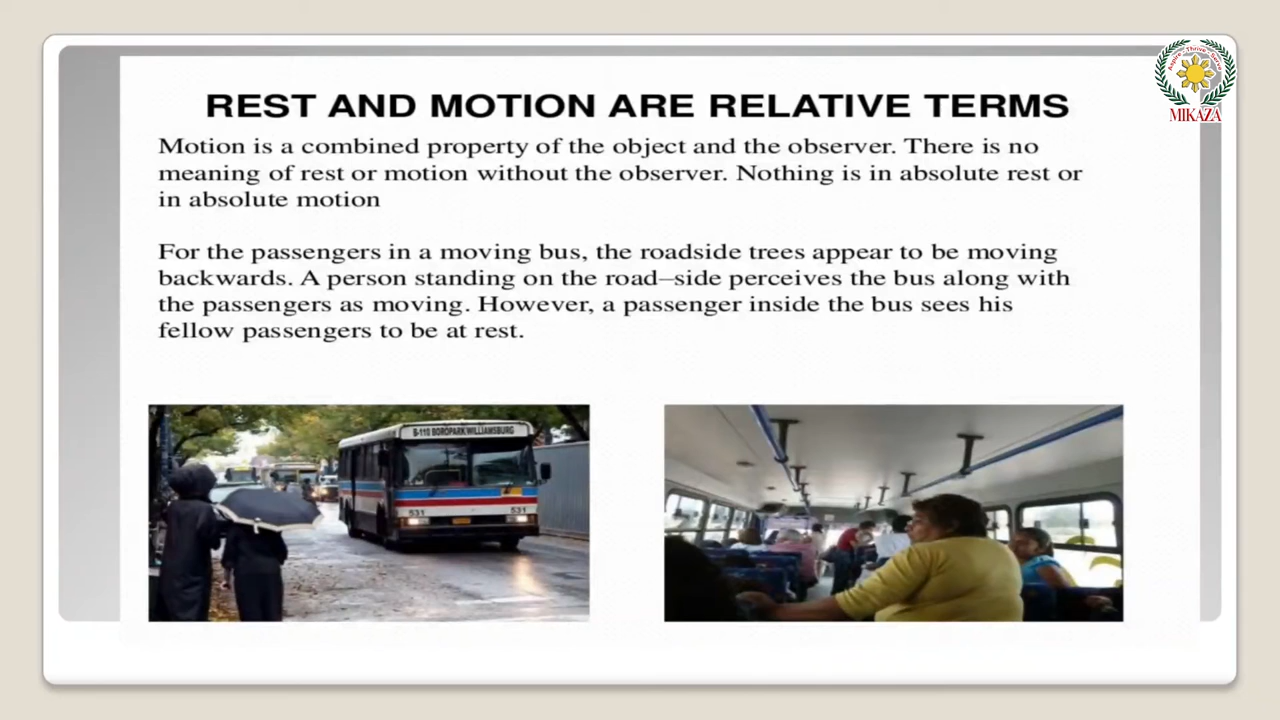 Aspire · Thrive · Serve
MIKAZA
REST AND MOTION ARE RELATIVE TERMS
Motion is a combined property of the object and the observer. There is no
meaning of rest or motion without the observer. Nothing is in absolute rest or
in absolute motion
For the passengers in a moving bus, the roadside trees appear to be moving
backwards. A person standing on the road–side perceives the bus along with
the passengers as moving. However, a passenger inside the bus sees his
fellow passengers to be at rest.
B-110 BOROPARK/WILLIAMSBURG
531
531